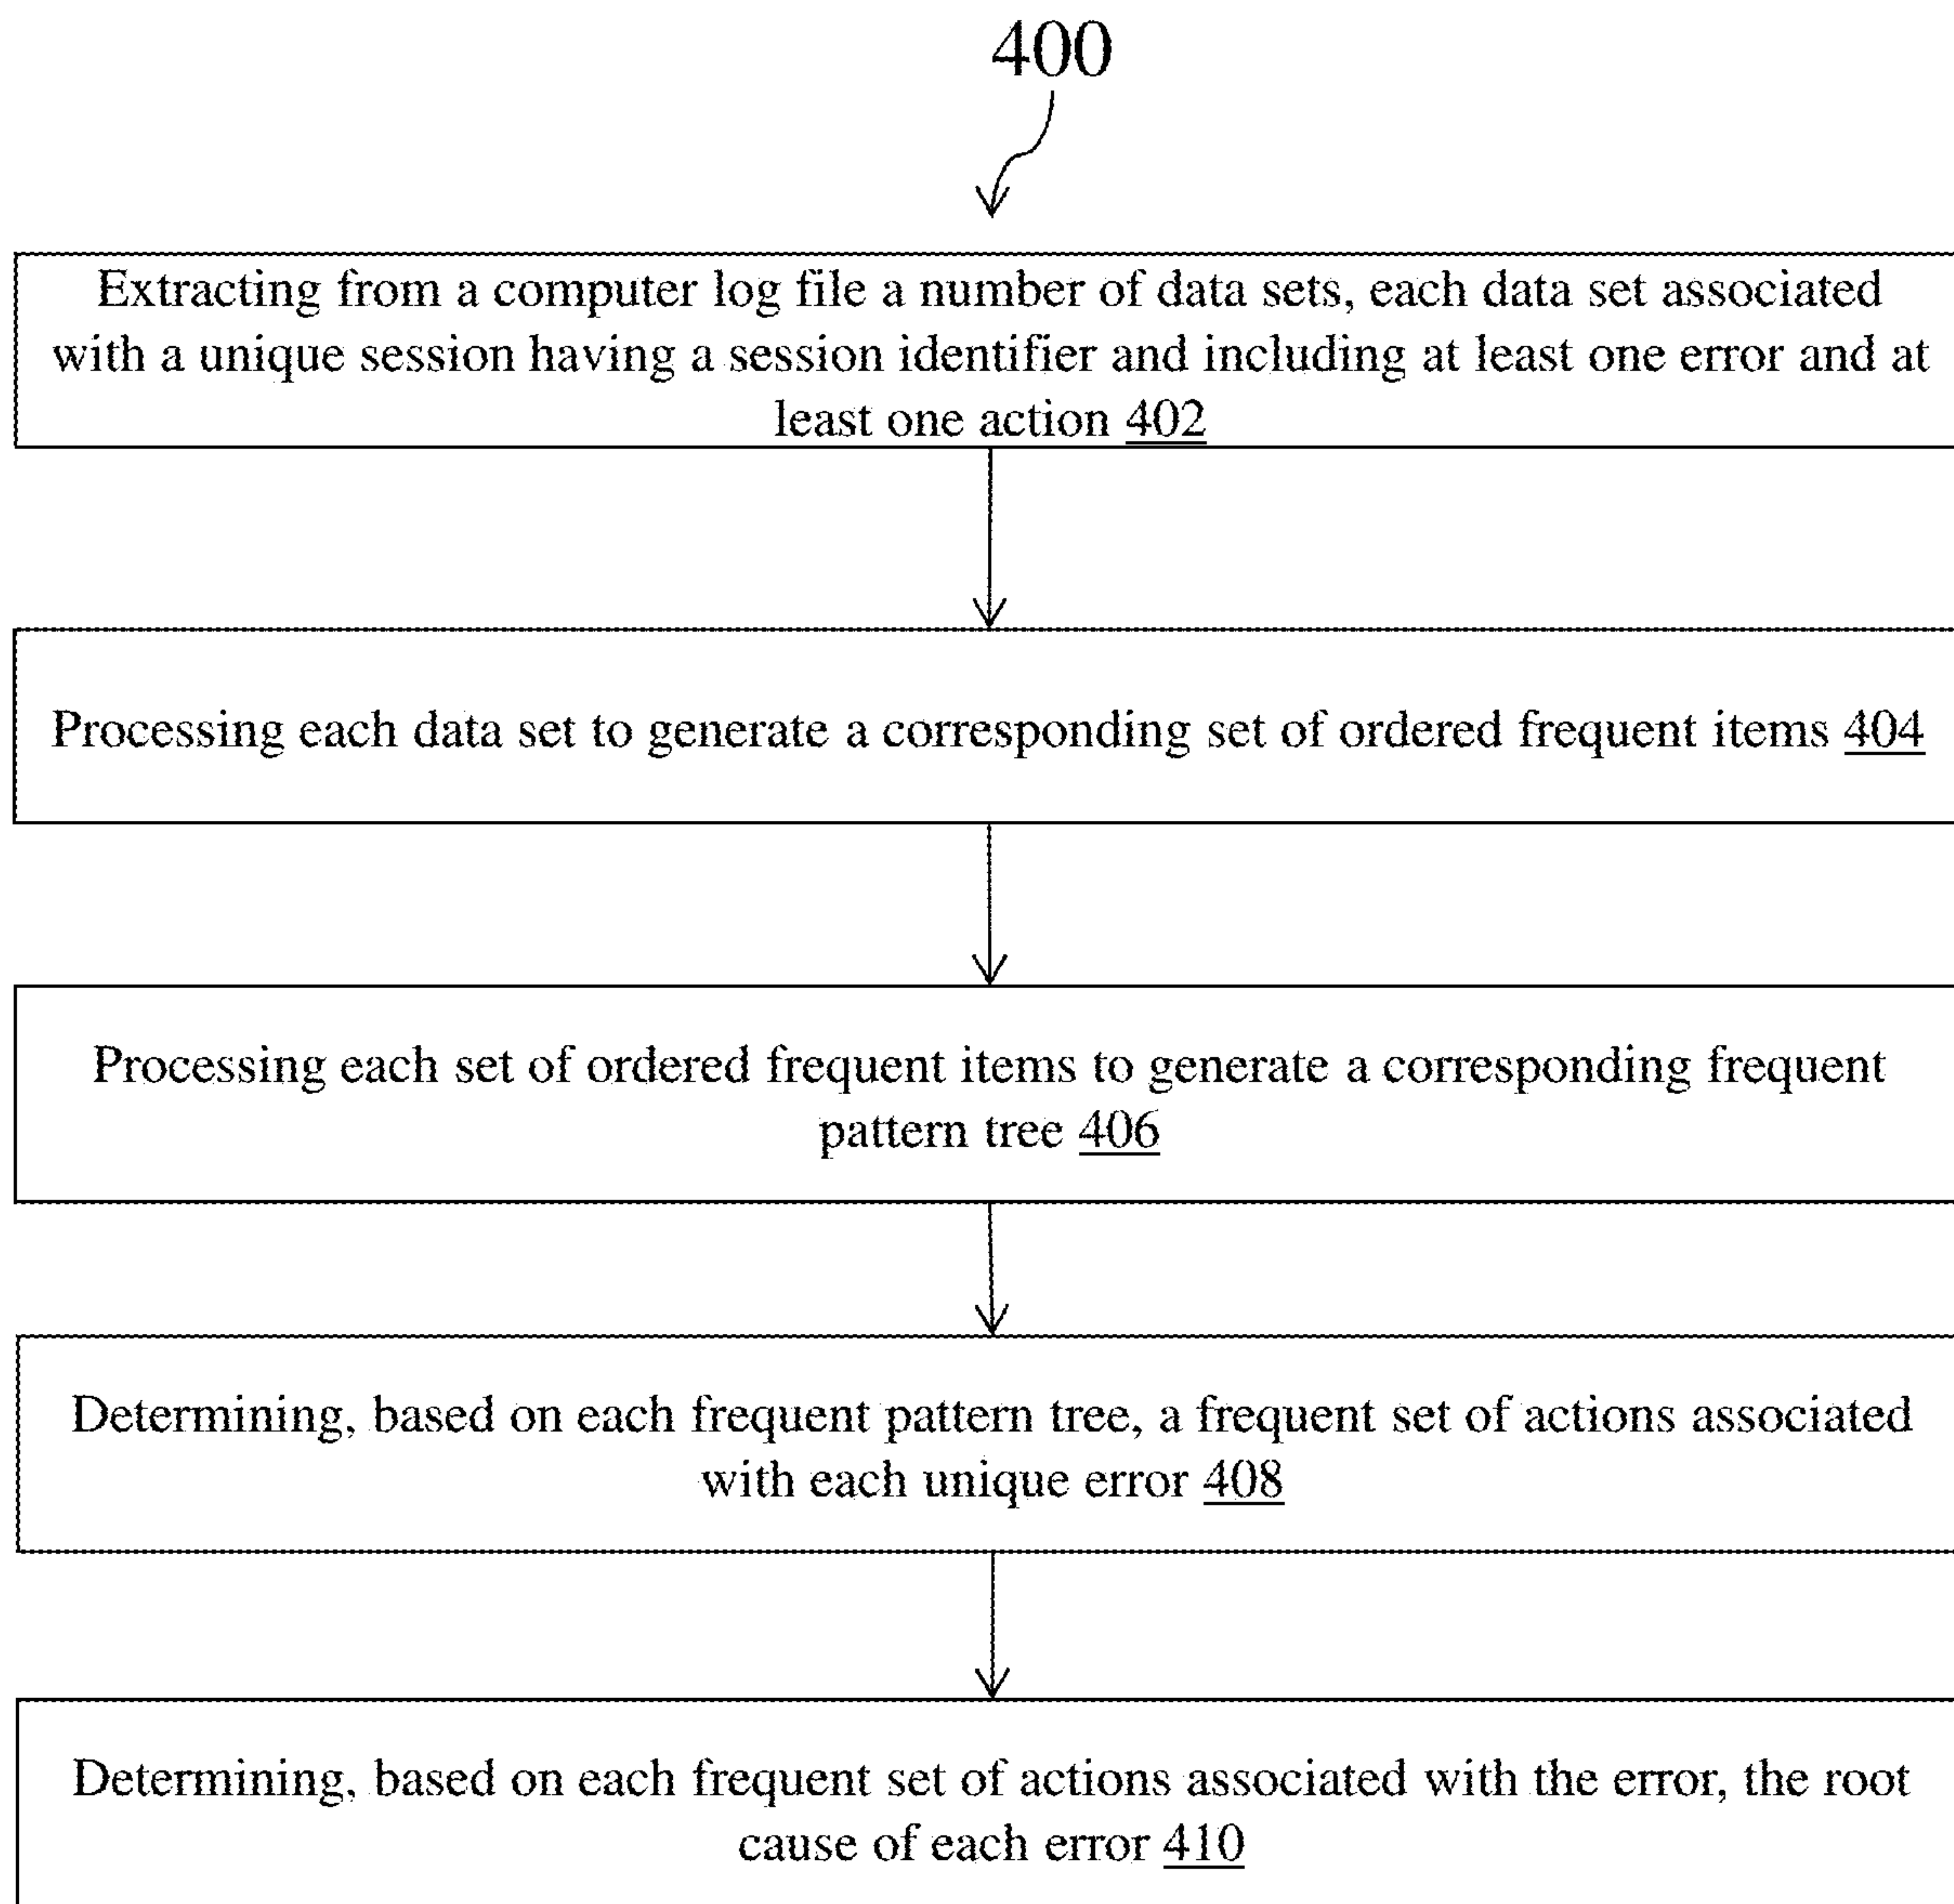 400
Extracting from a computer log file a number of data sets, each data set associated
with a unique session having a session identifier and including at least one error and at
least one action 402
Processing each data set to generate a corresponding set of ordered frequent items 404
Processing each set of ordered frequent items to generate a corresponding frequent
pattern tree 406
Determining, based on each frequent pattern tree, a frequent set of actions associated
with each unique error 408
Determining, based on each frequent set of actions associated with the error, the root
cause of each error 410